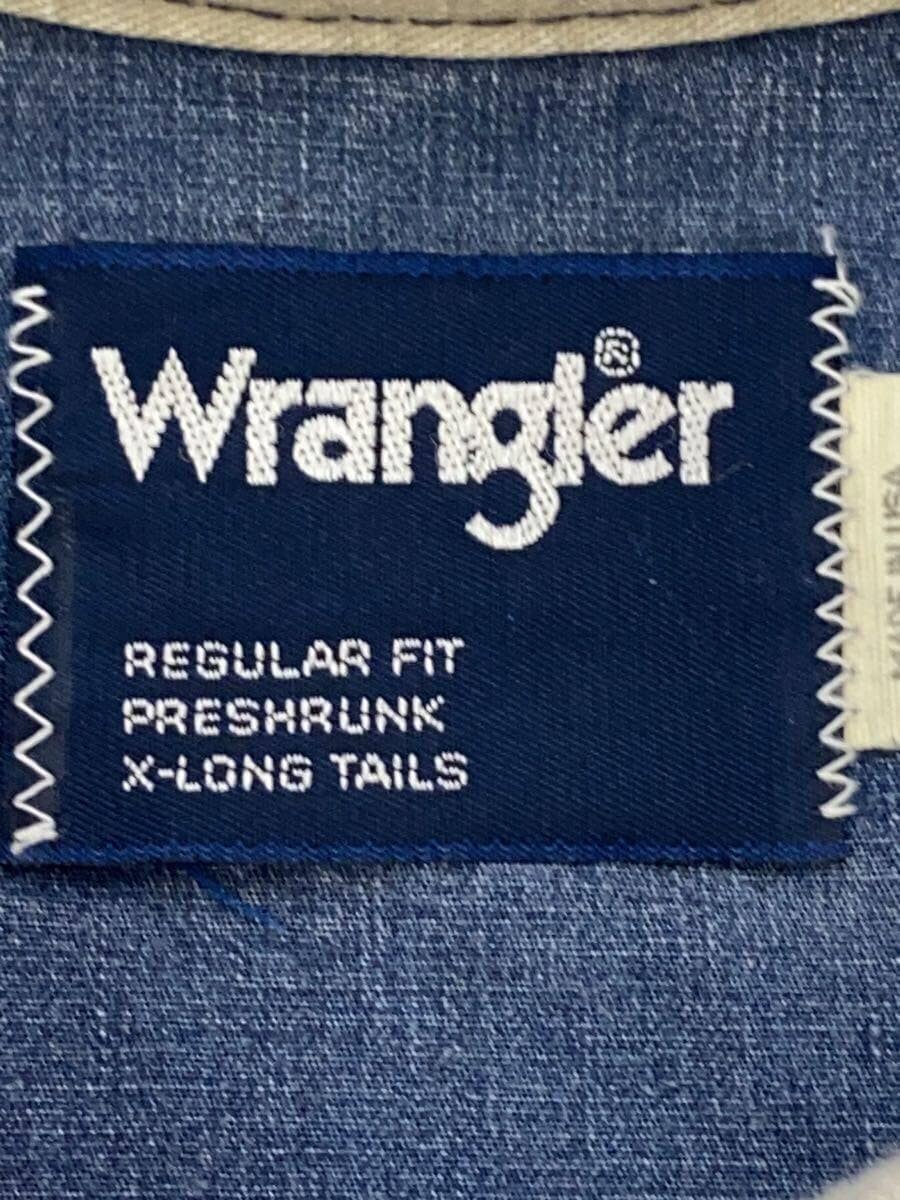 Wrangler®
REGULAR FIT
PRESHRUNK
X-LONG TAILS
MADE IN USA